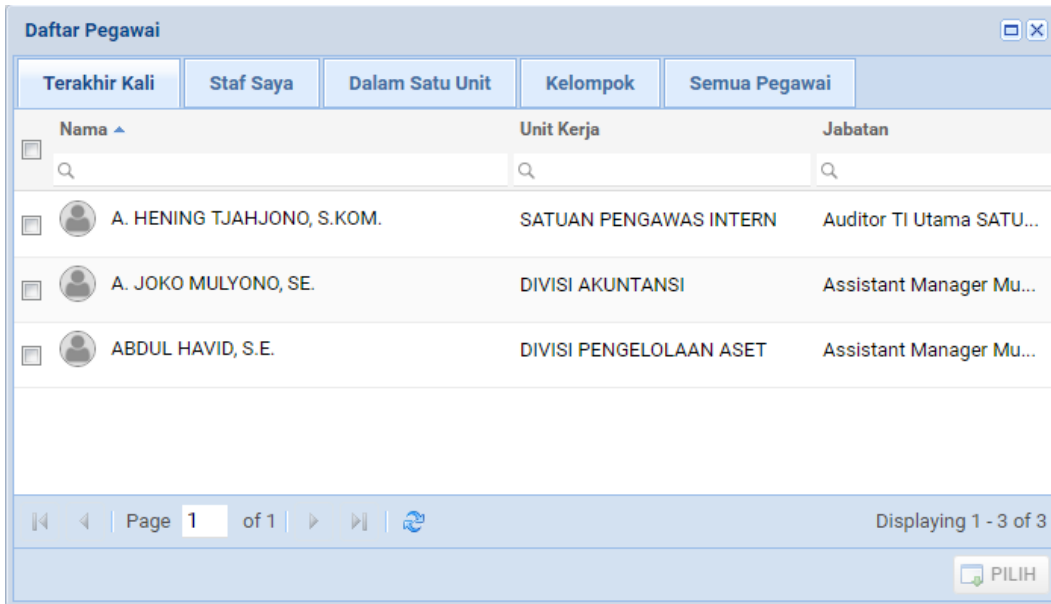 Daftar Pegawai
Terakhir Kali Staf Saya Dalam Satu Unit Kelompok Semua Pegawai
Nama Unit Kerja Jabatan
A. HENING TJAHJONO, S.KOM. SATUAN PENGAWAS INTERN Auditor TI Utama SATU...
A. JOKO MULYONO, SE. DIVISI AKUNTANSI Assistant Manager Mu...
ABDUL HAVID, S.E. DIVISI PENGELOLAAN ASET Assistant Manager Mu...
Page 1 of 1 Displaying 1 - 3 of 3
PILIH